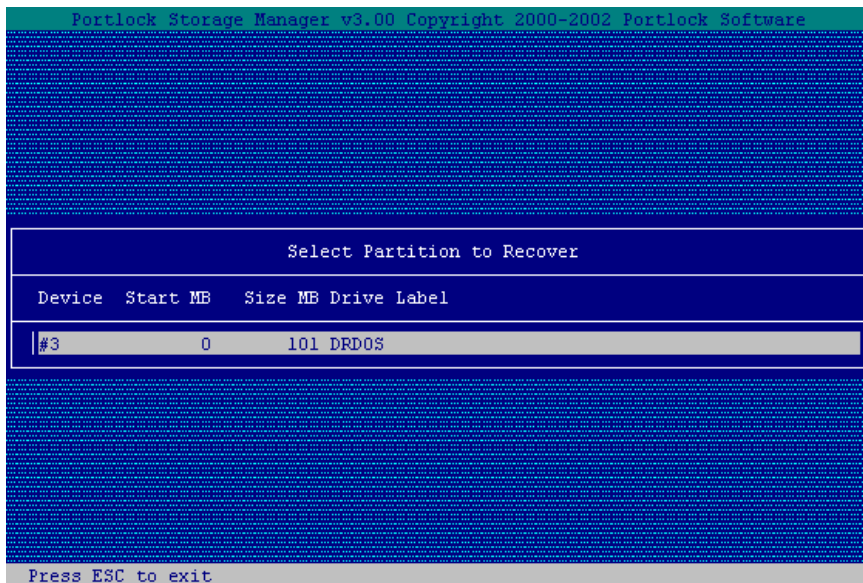 Portlock Storage Manager v3.00 Copyright 2000-2002 Portlock Software
Select Partition to Recover
Device Start MB Size MB Drive Label
#3 0 101 DRDOS
Press ESC to exit